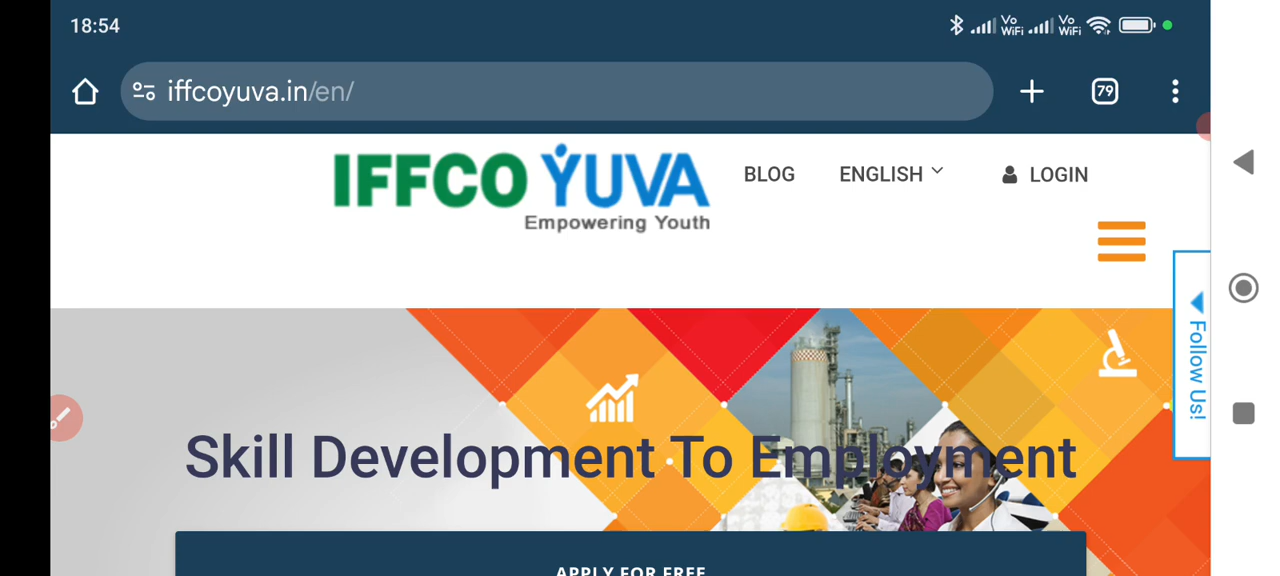 18:54
Vo WiFi Vo WiFi
iffcoyuva.in/en/
79
IFFCO YUVA
Empowering Youth
BLOG
ENGLISH
LOGIN
Follow Us!
Skill Development To Employment
APPLY FOR FREE